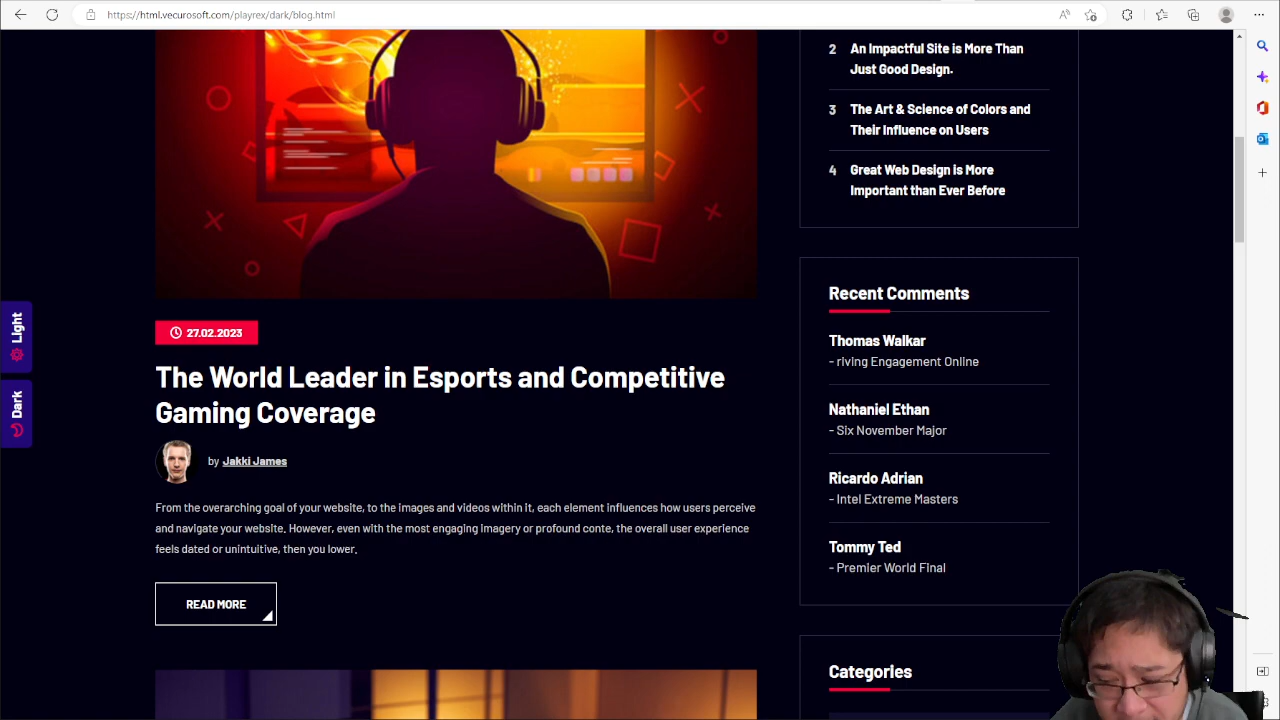 https://html.vecurosoft.com/playrex/dark/blog.html
2 An Impactful Site is More Than
Just Good Design.
3 The Art & Science of Colors and
Their Influence on Users
4 Great Web Design is More
Important than Ever Before
Light
Dark
27.02.2023
The World Leader in Esports and Competitive
Gaming Coverage
by Jakki James
From the overarching goal of your website, to the images and videos within it, each element influences how users perceive
and navigate your website. However, even with the most engaging imagery or profound conte, the overall user experience
feels dated or unintuitive, then you lower.
READ MORE
Recent Comments
Thomas Walkar
- riving Engagement Online
Nathaniel Ethan
- Six November Major
Ricardo Adrian
- Intel Extreme Masters
Tommy Ted
- Premier World FInal
Categories